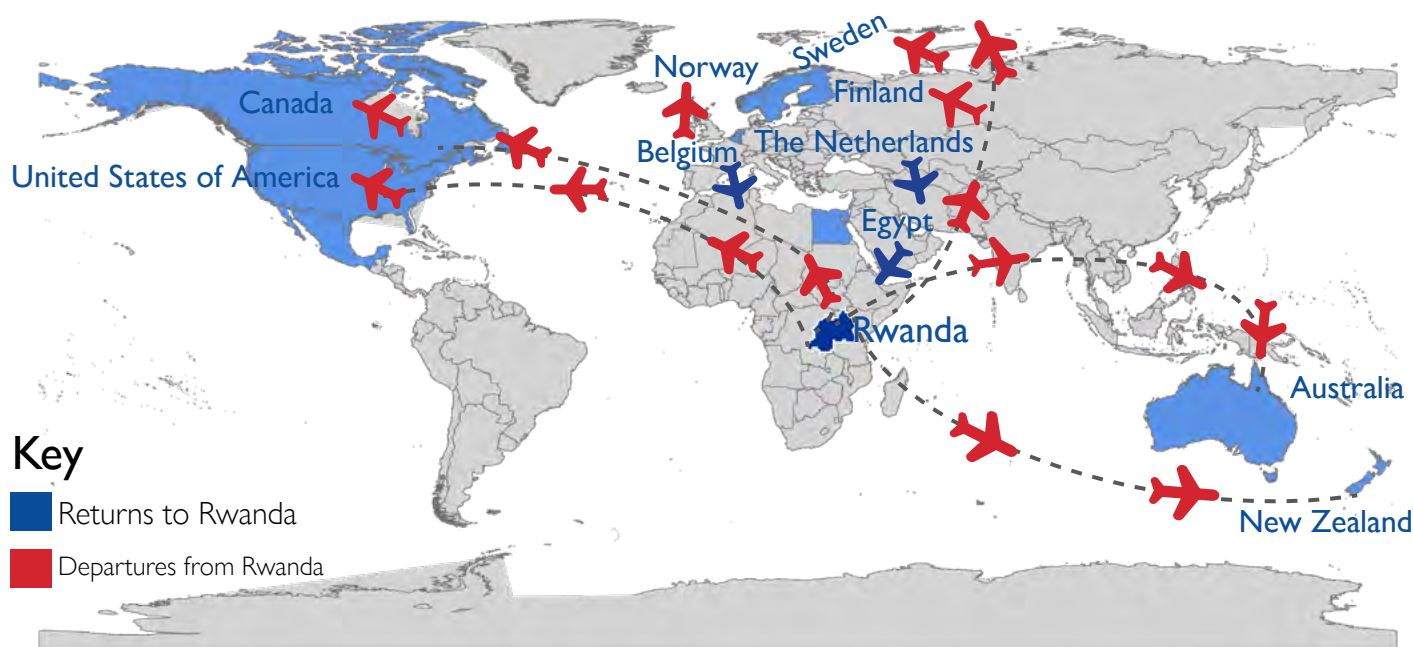 Sweden
Norway
Canada
Finland
Belgium
The Netherlands
United States of America
Egypt
Rwanda
Australia
Key
Returns to Rwanda
New Zealand
Departures from Rwanda